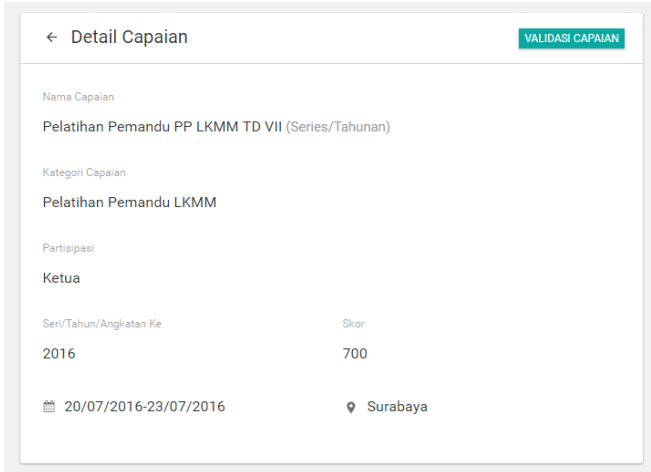 Detail Capaian
VALIDASI CAPAIAN
Nama Capaian
Pelatihan Pemandu PP LKMM TD VII (Series/Tahunan)
Kategori Capaian
Pelatihan Pemandu LKMM
Partisipasi
Ketua
Seri/Tahun/Angkatan Ke
Skor
2016
700
20/07/2016-23/07/2016
Surabaya